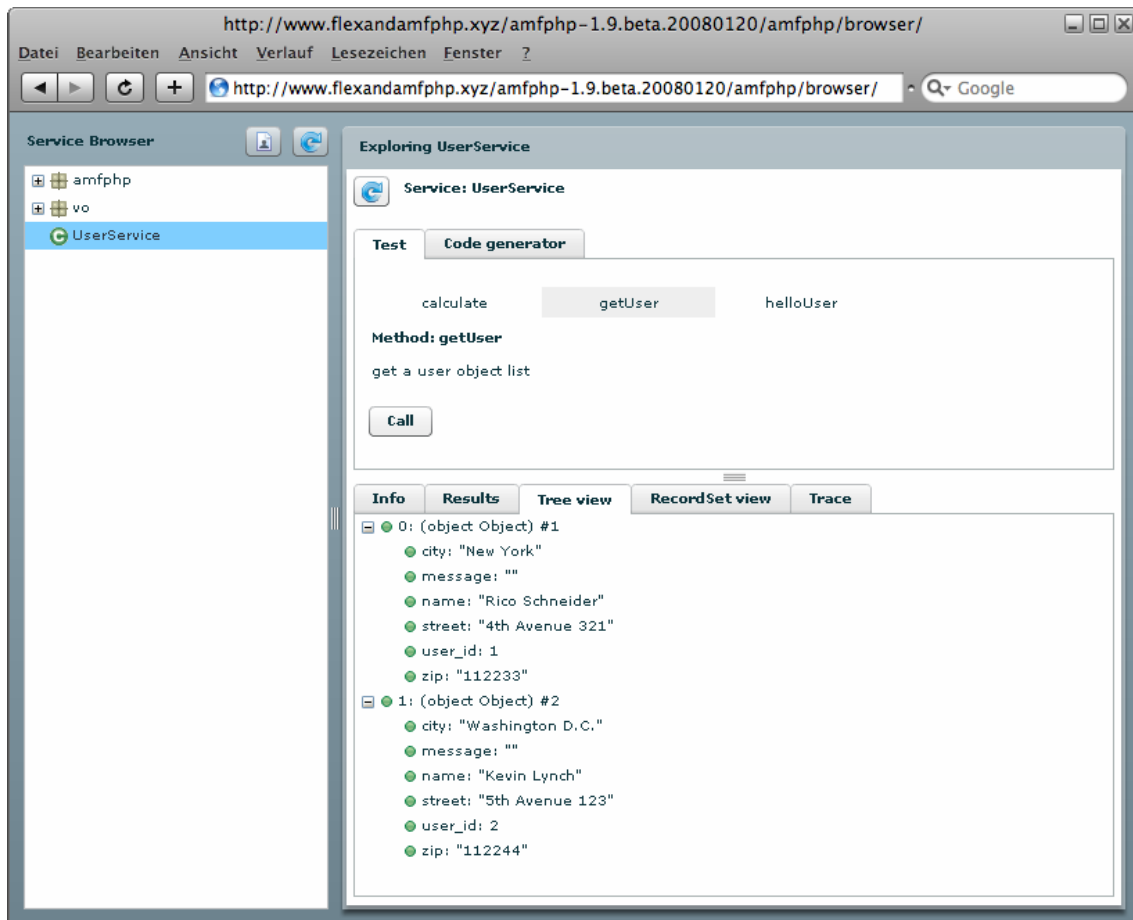 http://www.flexandamfphp.xyz/amfphp-1.9.beta.20080120/amfphp/browser/
Datei Bearbeiten Ansicht Verlauf Lesezeichen Fenster ?
http://www.flexandamfphp.xyz/amfphp-1.9.beta.20080120/amfphp/browser/ Google
Service Browser
amfphp
vo
UserService
Exploring UserService
Service: UserService
Test Code generator
calculate getUser helloUser
Method: getUser
get a user object list
Call
Info Results Tree view RecordSet view Trace
0: (object Object) #1
city: "New York"
message: ""
name: "Rico Schneider"
street: "4th Avenue 321"
user_id: 1
zip: "112233"
1: (object Object) #2
city: "Washington D.C."
message: ""
name: "Kevin Lynch"
street: "5th Avenue 123"
user_id: 2
zip: "112244"